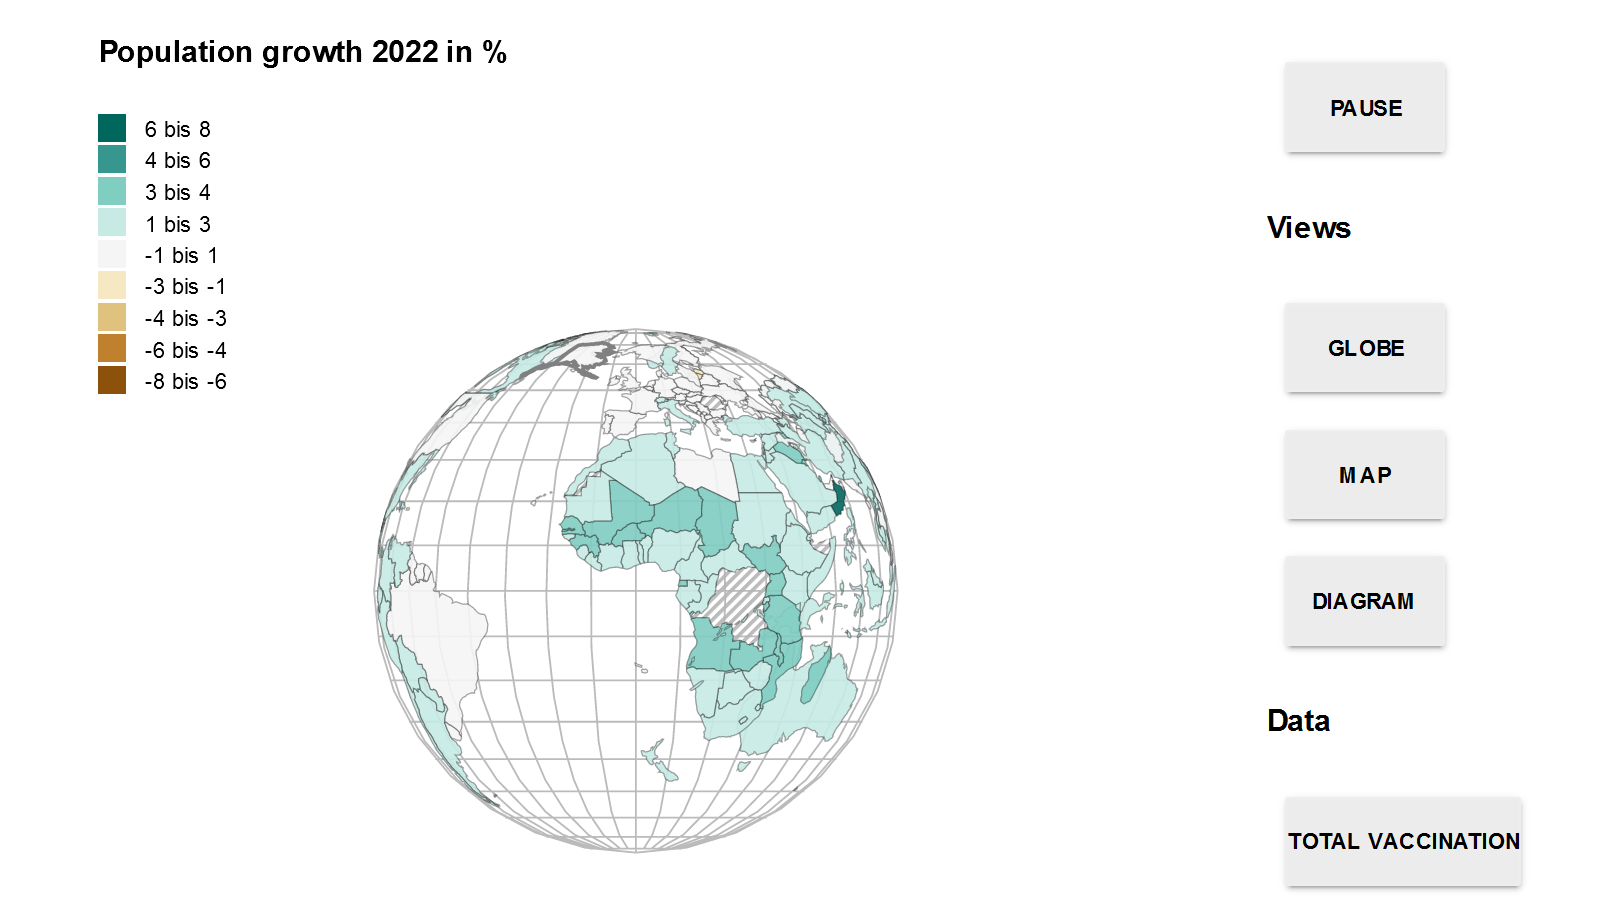 Population growth 2022 in %
6 bis 8
4 bis 6
3 bis 4
1 bis 3
-1 bis 1
-3 bis -1
-4 bis -3
-6 bis -4
-8 bis -6
PAUSE
Views
GLOBE
MAP
DIAGRAM
Data
TOTAL VACCINATION